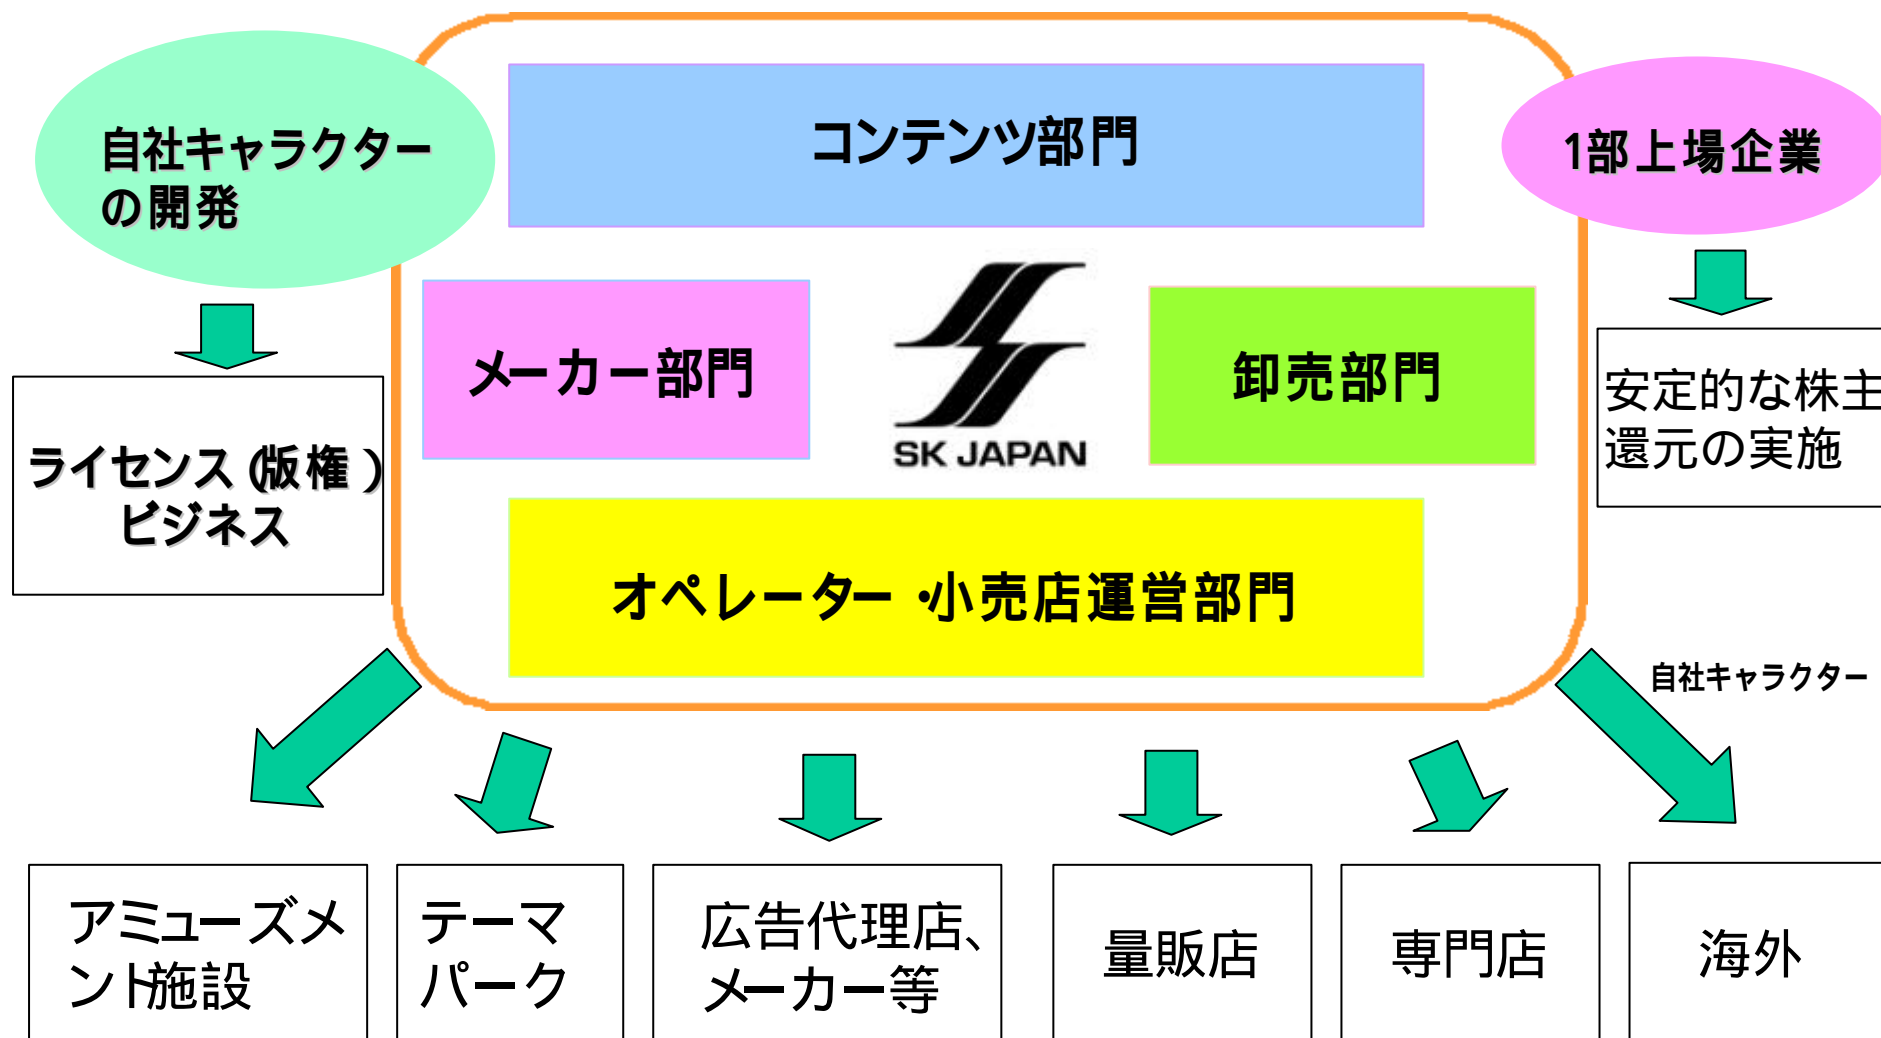 コンテンツ部門
自社キャラクター
の開発
1部上場企業
メーカー部門
SK JAPAN
卸売部門
安定的な株主
還元の実施
ライセンス(版権)
ビジネス
オペレーター・小売店運営部門
自社キャラクター
アミューズメ
ント施設
テーマ
パーク
広告代理店、
メーカー等
量販店
専門店
海外